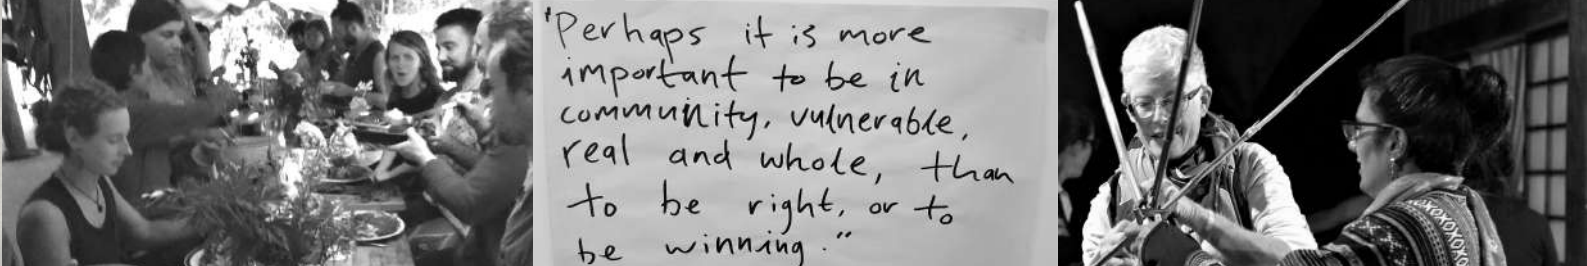 "Perhaps it is more
important to be in
community, vulnerable,
real and whole, than
to be right, or to
be winning."
XOXOXOXO